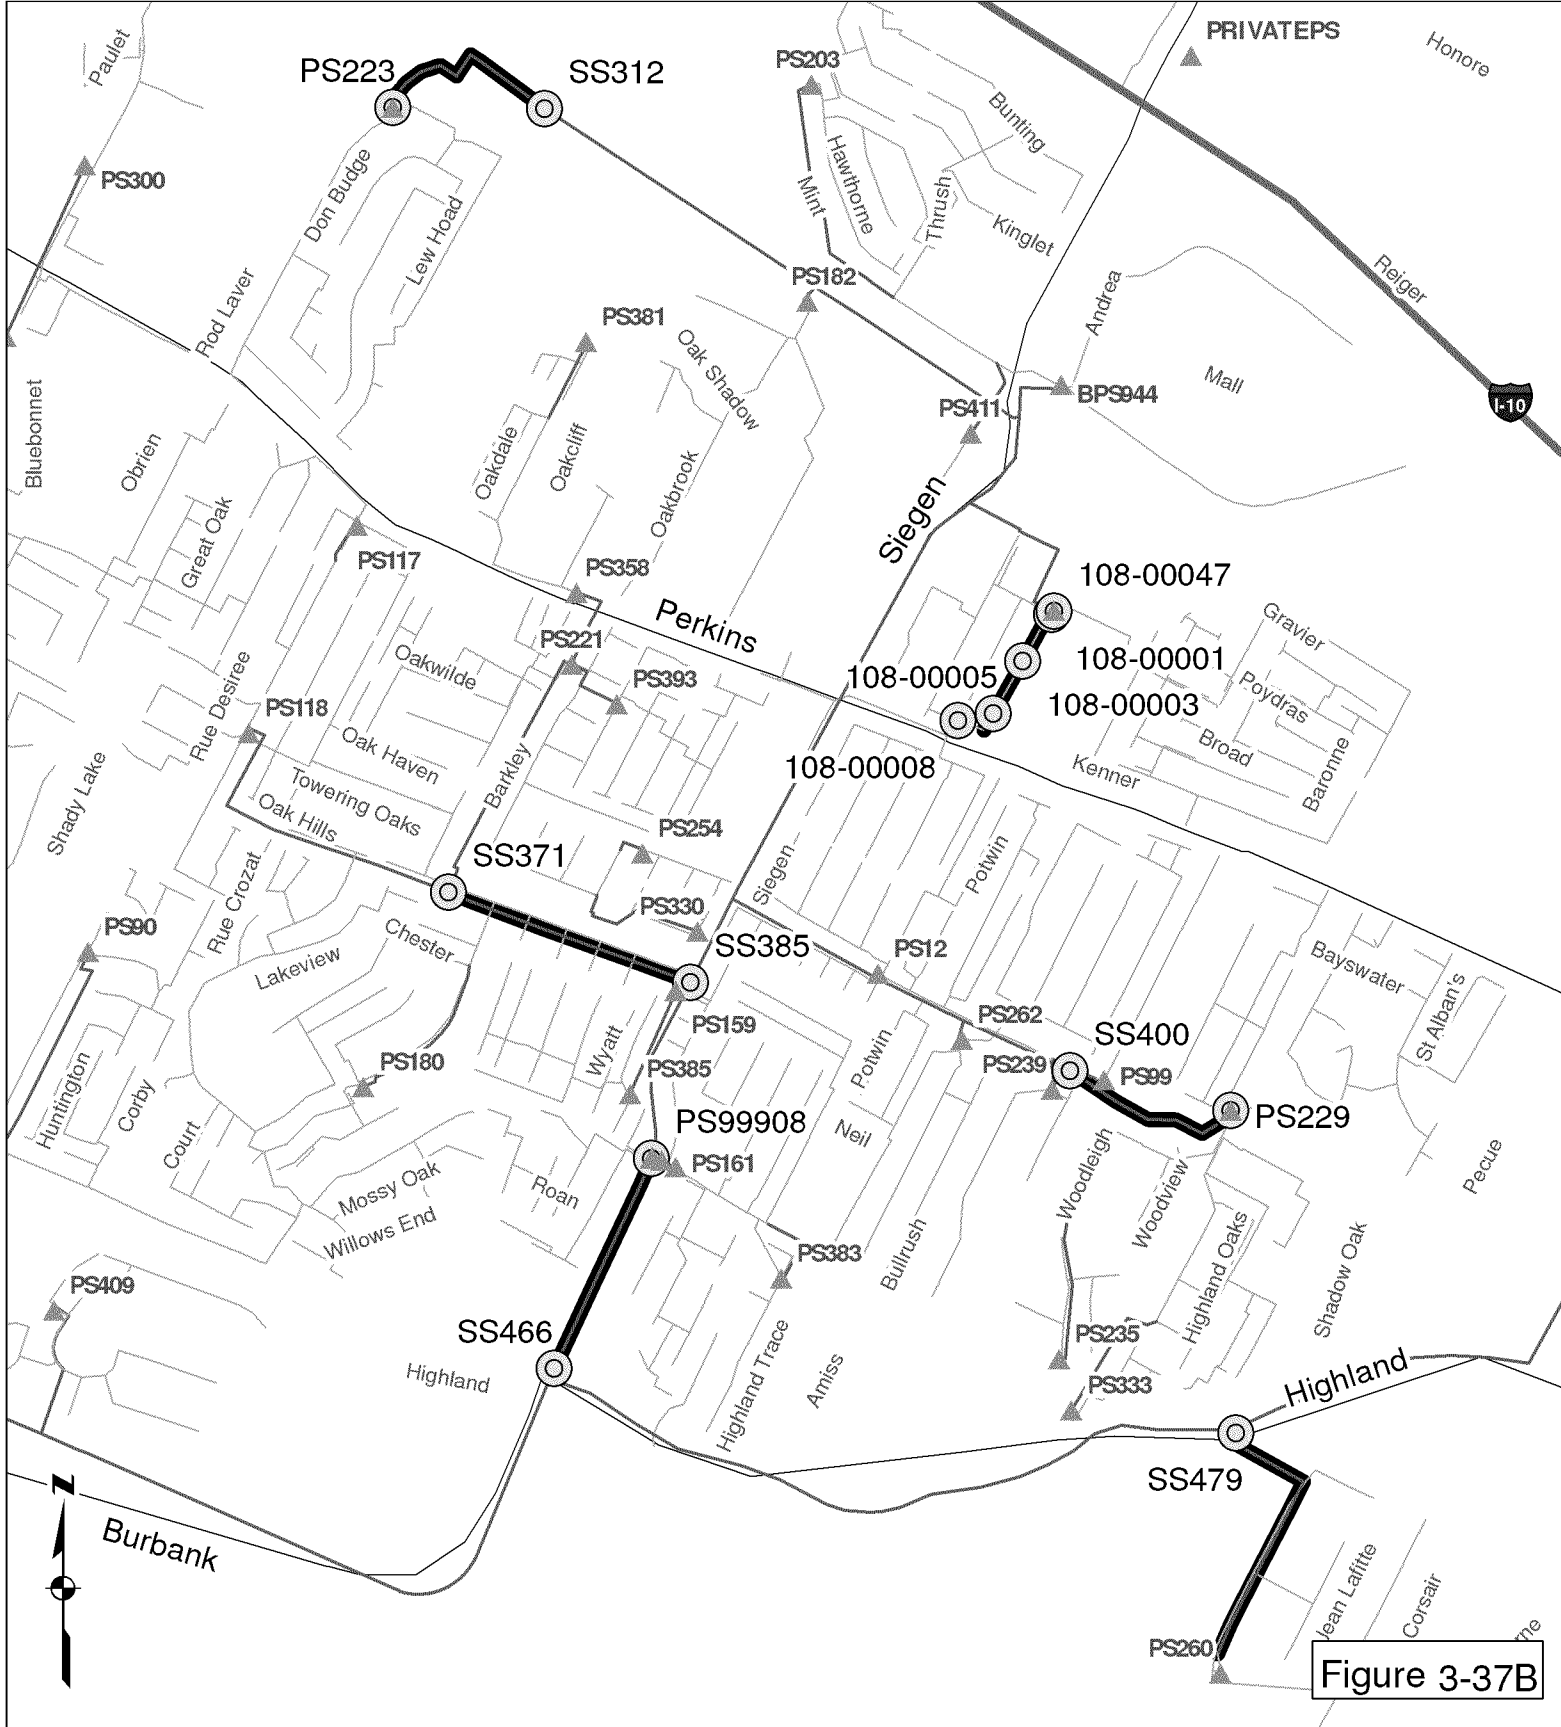 PRIVATEPS
Honore
Paulet
PS223
SS312
PS203
Bunting
PS300
Hawthorne
Mint
Thrush
Kinglet
Don Budge
Lew Hoad
PS182
Andrea
Reiger
Rod Laver
PS381
Oak Shadow
Mall
BPS944
PS411
I-10
Bluebonnet
Obrien
Oakdale
Oakcliff
Oakbrook
Great Oak
Siegen
PS117
PS358
108-00047
Perkins
Gravier
PS221
Oakwilde
PS393
108-00005
108-00001
Poydras
PS118
Rue Desiree
108-00003
Oak Haven
Broad
Barkley
108-00008
Kenner
Baronne
Shady Lake
Towering Oaks
Oak Hills
PS254
SS371
Siegen
Potwin
Rue Crozat
PS330
PS90
Chester
SS385
PS12
Lakeview
Bayswater
St Alban's
PS159
PS262
SS400
Wyatt
PS180
PS385
Potwin
PS239
PS99
Huntington
Corby
PS99908
PS229
Court
Neil
PS161
Pecue
Mossy Oak
Roan
Woodleigh
Woodview
Willows End
PS383
Bullrush
Highland Oaks
Shadow Oak
PS409
SS466
PS235
Highland
Highland Trace
Amiss
PS333
Highland
SS479
N
Burbank
Jean Lafitte
Corsair
rne
PS260
Figure 3-37B